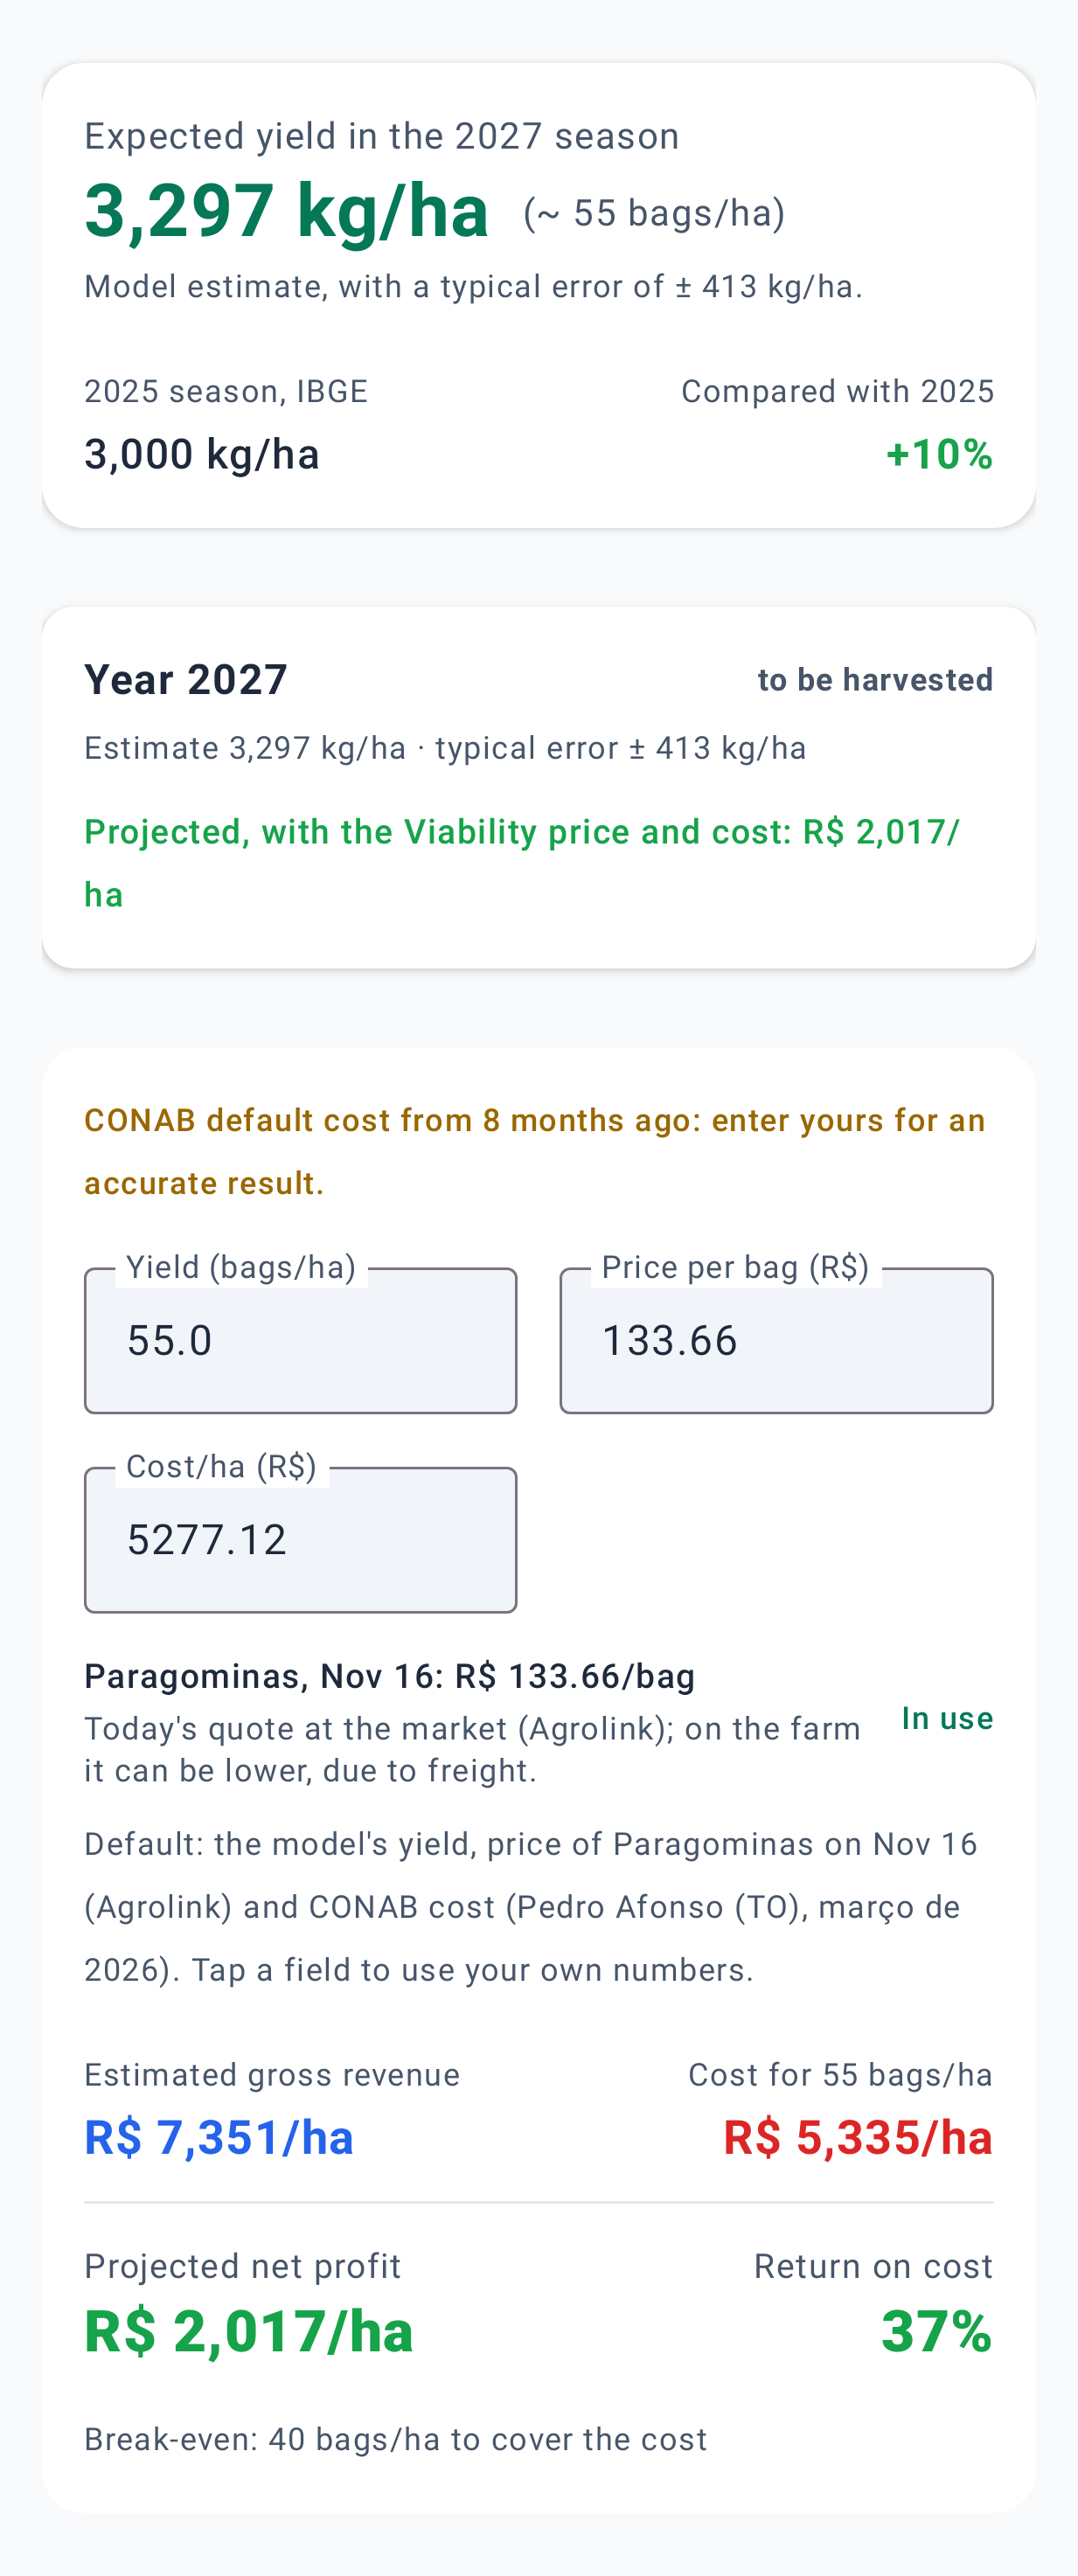 Expected yield in the 2027 season
3,297 kg/ha (~ 55 bags/ha)
Model estimate, with a typical error of ± 413 kg/ha.
2025 season, IBGE
Compared with 2025
3,000 kg/ha
+10%
Year 2027
to be harvested
Estimate 3,297 kg/ha · typical error ± 413 kg/ha
Projected, with the Viability price and cost: R$ 2,017/
ha
CONAB default cost from 8 months ago: enter yours for an
accurate result.
Yield (bags/ha)
Price per bag (R$)
55.0
133.66
Cost/ha (R$)
5277.12
Paragominas, Nov 16: R$ 133.66/bag
Today's quote at the market (Agrolink); on the farm
it can be lower, due to freight.
In use
Default: the model's yield, price of Paragominas on Nov 16
(Agrolink) and CONAB cost (Pedro Afonso (TO), março de
2026). Tap a field to use your own numbers.
Estimated gross revenue
Cost for 55 bags/ha
R$ 7,351/ha
R$ 5,335/ha
Projected net profit
Return on cost
R$ 2,017/ha
37%
Break-even: 40 bags/ha to cover the cost